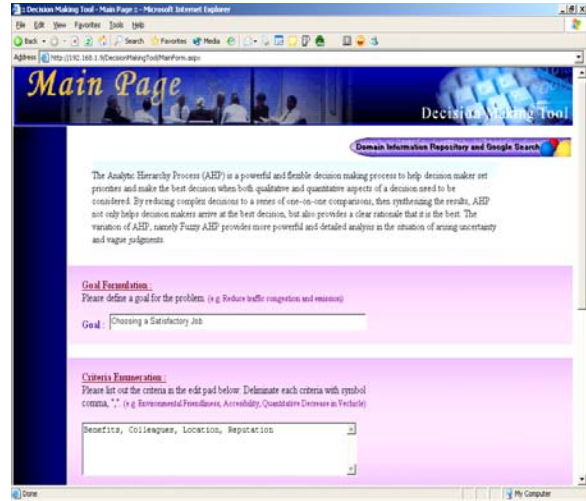 : Decision Making Tool - Main Page :: - Microsoft Internet Explorer
File Edit View Favorites Tools Help
Back Search Favorites Media
Address http://192.168.1.9/DecisionMakingTool/MainForm.aspx
Main Page
Decision Making Tool
Domain Information Repository and Google Search
The Analytic Hierarchy Process (AHP) is a powerful and flexible decision making process to help decision maker set
priorities and make the best decision when both qualitative and quantitative aspects of a decision need to be
considered. By reducing complex decisions to a series of one-on-one comparisons, then synthesizing the results, AHP
not only helps decision makers arrive at the best decision, but also provides a clear rationale that it is the best. The
variation of AHP, namely Fuzzy AHP provides more powerful and detailed analysis in the situation of arising uncertainty
and vague judgments.
Goal Formulation :
Please define a goal for the problem. (e.g. Reduce traffic congestion and emission)
Goal : Choosing a Satisfactory Job
Criteria Enumeration :
Please list out the criteria in the edit pad below. Deliminate each criteria with symbol
comma, ",". (e.g. Environmental Friendliness, Accessibility, Quantitative Decrease in Vechicle)
Benefits, Colleagues, Location, Reputation
Done My Computer